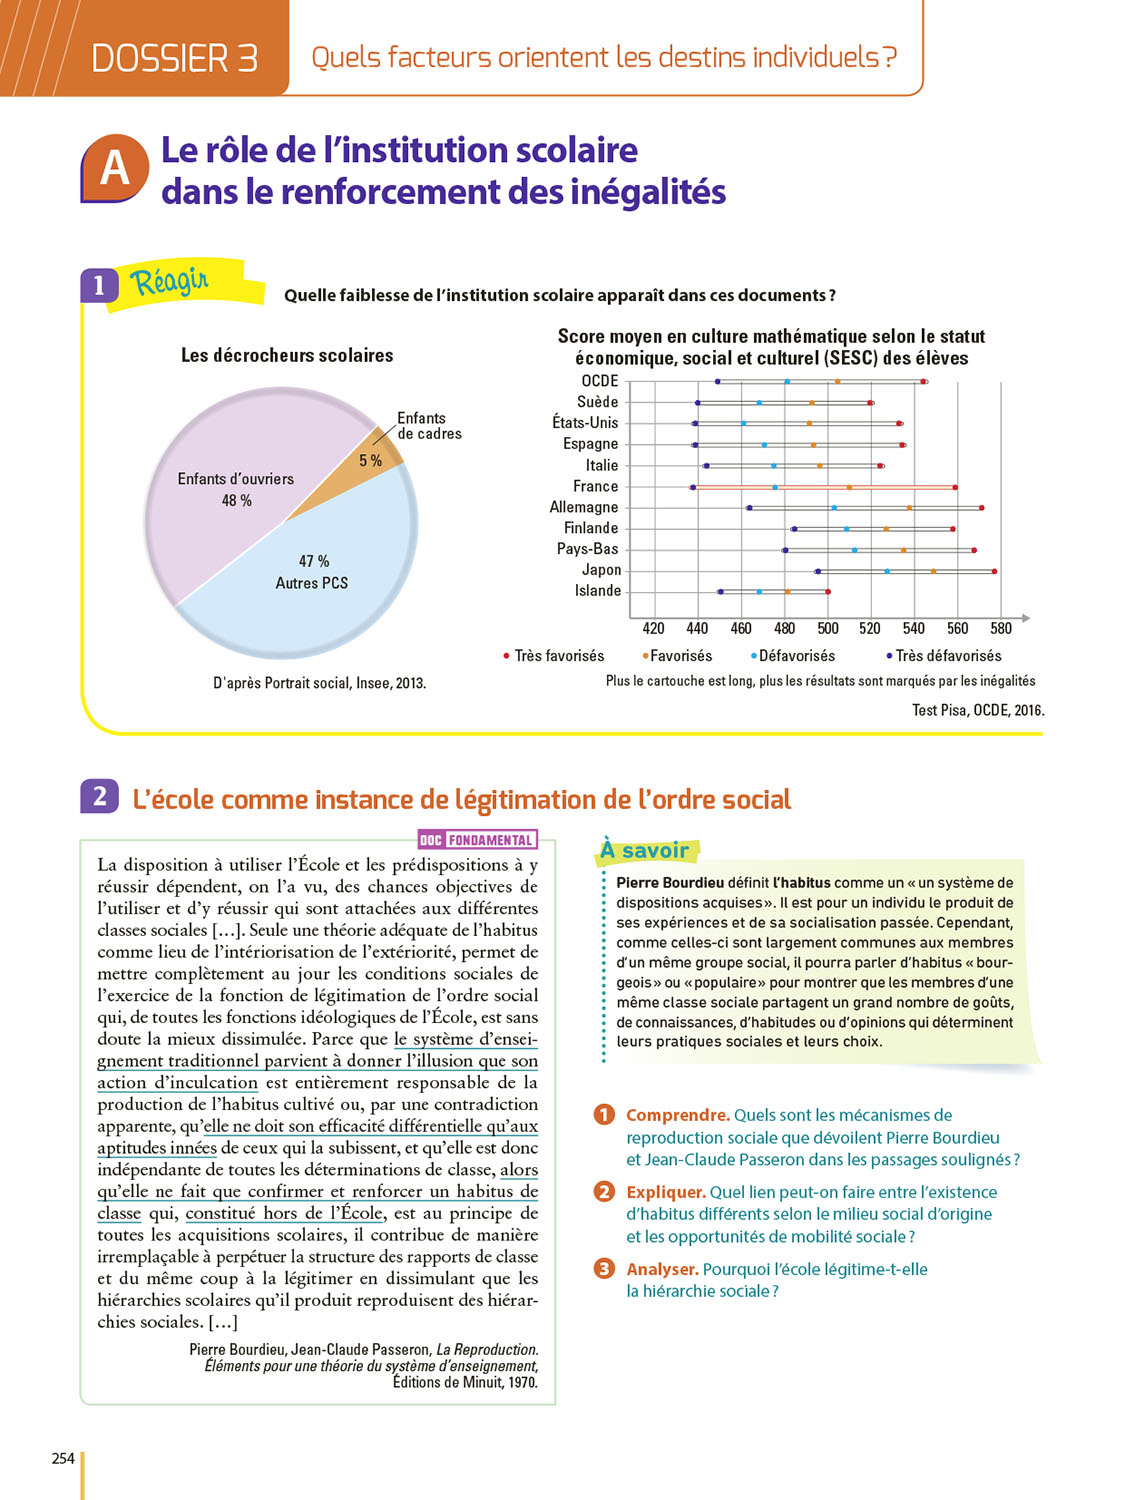 DOSSIER 3
Quels facteurs orientent les destins individuels ?
A
Le rôle de l'institution scolaire
dans le renforcement des inégalités
1
Réagir
Quelle faiblesse de l'institution scolaire apparaît dans ces documents ?
Les décrocheurs scolaires
Enfants
de cadres
5 %
Enfants d'ouvriers
48 %
47 %
Autres PCS
D'après Portrait social, Insee, 2013.
Score moyen en culture mathématique selon le statut
économique, social et culturel (SESC) des élèves
OCDE
Suède
États-Unis
Espagne
Italie
France
Allemagne
Finlande
Pays-Bas
Japon
Islande
420 440 460 480 500 520 540 560 580
Très favorisés Favorisés Défavorisés Très défavorisés
Plus le cartouche est long, plus les résultats sont marqués par les inégalités
Test Pisa, OCDE, 2016.
2
L'école comme instance de légitimation de l'ordre social
DOC FONDAMENTAL
La disposition à utiliser l'École et les prédispositions à y
réussir dépendent, on l'a vu, des chances objectives de
l'utiliser et d'y réussir qui sont attachées aux différentes
classes sociales […]. Seule une théorie adéquate de l'habitus
comme lieu de l'intériorisation de l'extériorité, permet de
mettre complètement au jour les conditions sociales de
l'exercice de la fonction de légitimation de l'ordre social
qui, de toutes les fonctions idéologiques de l'École, est sans
doute la mieux dissimulée. Parce que le système d'ensei-
gnement traditionnel parvient à donner l'illusion que son
action d'inculcation est entièrement responsable de la
production de l'habitus cultivé ou, par une contradiction
apparente, qu'elle ne doit son efficacité différentielle qu'aux
aptitudes innées de ceux qui la subissent, et qu'elle est donc
indépendante de toutes les déterminations de classe, alors
qu'elle ne fait que confirmer et renforcer un habitus de
classe qui, constitué hors de l'École, est au principe de
toutes les acquisitions scolaires, il contribue de manière
irremplaçable à perpétuer la structure des rapports de classe
et du même coup à la légitimer en dissimulant que les
hiérarchies scolaires qu'il produit reproduisent des hiérar-
chies sociales. […]
Pierre Bourdieu, Jean-Claude Passeron, La Reproduction.
Éléments pour une théorie du système d'enseignement,
Éditions de Minuit, 1970.
À savoir
Pierre Bourdieu définit l'habitus comme un « un système de
dispositions acquises ». Il est pour un individu le produit de
ses expériences et de sa socialisation passée. Cependant,
comme celles-ci sont largement communes aux membres
d'un même groupe social, il pourra parler d'habitus « bour-
geois » ou « populaire » pour montrer que les membres d'une
même classe sociale partagent un grand nombre de goûts,
de connaissances, d'habitudes ou d'opinions qui déterminent
leurs pratiques sociales et leurs choix.
1 Comprendre. Quels sont les mécanismes de
reproduction sociale que dévoilent Pierre Bourdieu
et Jean-Claude Passeron dans les passages soulignés ?
2 Expliquer. Quel lien peut-on faire entre l'existence
d'habitus différents selon le milieu social d'origine
et les opportunités de mobilité sociale ?
3 Analyser. Pourquoi l'école légitime-t-elle
la hiérarchie sociale ?
254